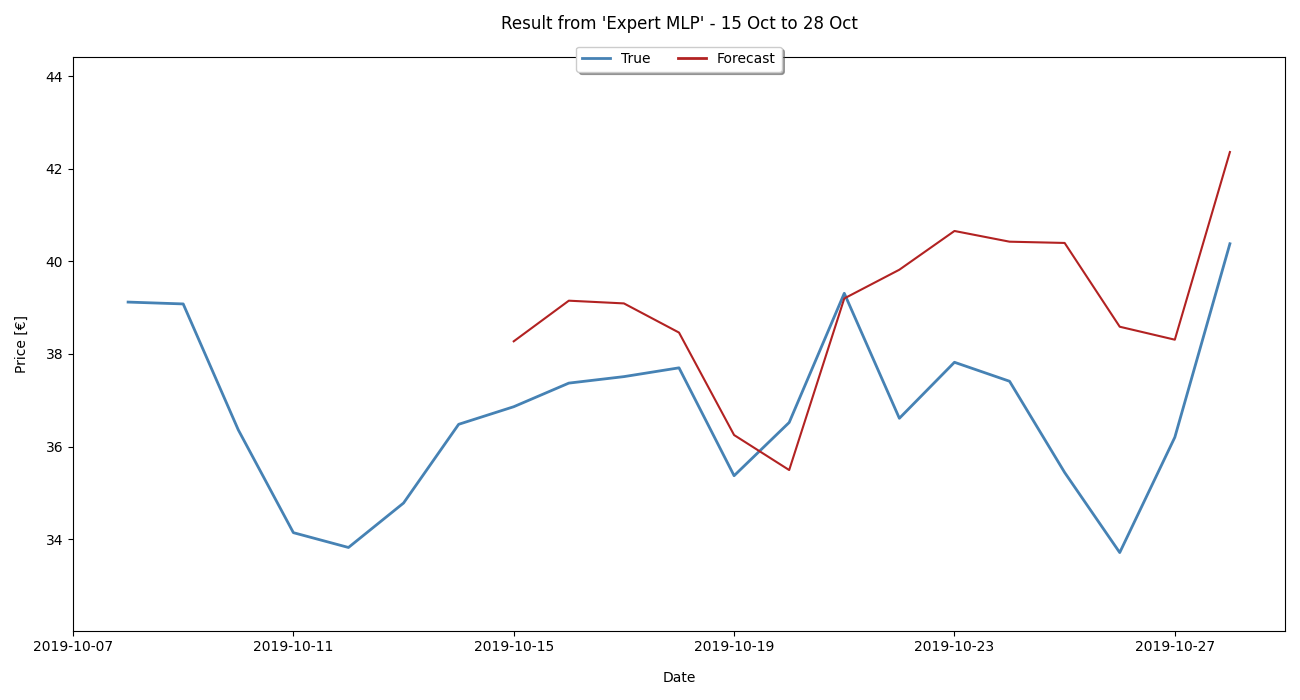 Result from 'Expert MLP' - 15 Oct to 28 Oct
True Forecast
44
42
40
38
36
34
Price [€]
2019-10-07 2019-10-11 2019-10-15 2019-10-19 2019-10-23 2019-10-27
Date